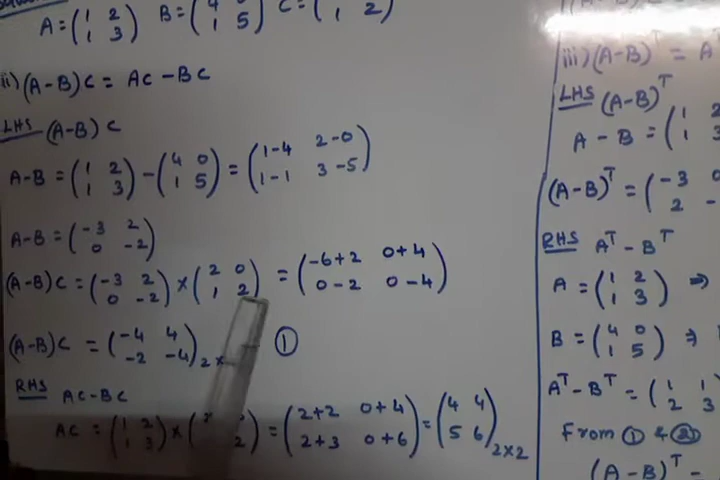 A = (1 2 1 3) B = (4 0 1 5) C = ( 1 2)
ii) (A-B) C = AC - BC
LHS (A-B) C
A-B = (1 2 1 3) - (4 0 1 5) = (1-4 2-0 1-1 3-5)
A-B = (-3 2 0 -2)
(A-B) C = (-3 2 0 -2) × (2 0 1 2) = (-6+2 0+4 0-2 0-4)
(A-B) C = (-4 4 -2 -4) 2× ①
RHS AC-BC
AC = (1 2 1 3) × ( 2) = (2+2 0+4 2+3 0+6) = (4 4 5 6) 2×2
iii) (A-B)ᵀ = Aᵀ
LHS (A-B)ᵀ
A - B = (1 2 1 3
(A-B)ᵀ = (-3 0 2 -
RHS Aᵀ - Bᵀ
A = (1 2 1 3) ⇒
B = (4 0 1 5) ⇒
Aᵀ - Bᵀ = (1 1 2 3)
From ① & ②
(A-B)ᵀ =